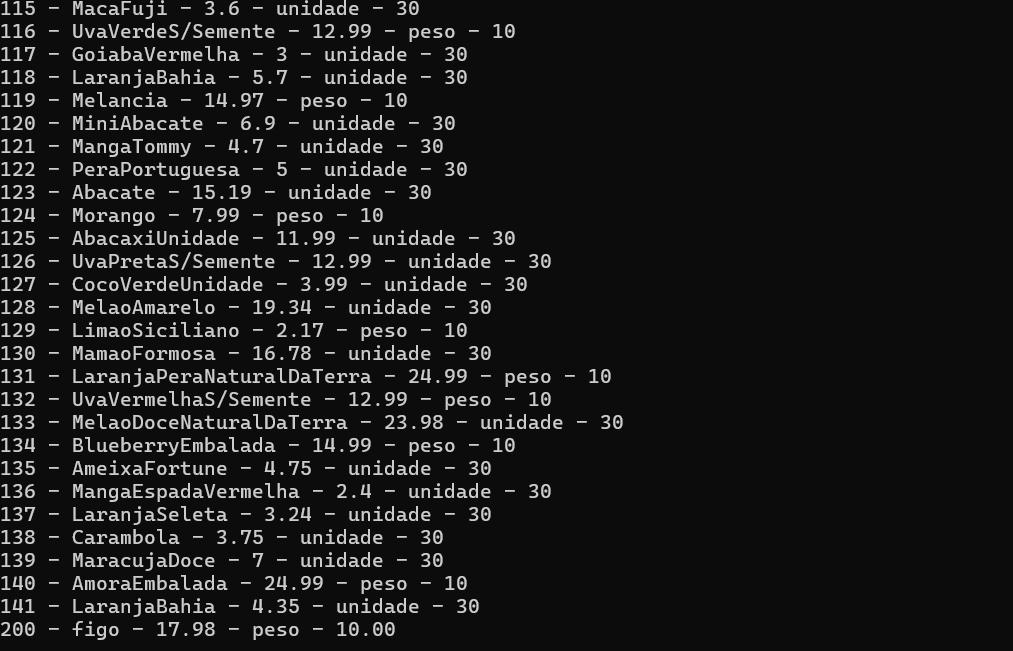 115 - MacaFuji - 3.6 - unidade - 30
116 - UvaVerdeS/Semente - 12.99 - peso - 10
117 - GoiabaVermelha - 3 - unidade - 30
118 - LaranjaBahia - 5.7 - unidade - 30
119 - Melancia - 14.97 - peso - 10
120 - MiniAbacate - 6.9 - unidade - 30
121 - MangaTommy - 4.7 - unidade - 30
122 - PeraPortuguesa - 5 - unidade - 30
123 - Abacate - 15.19 - unidade - 30
124 - Morango - 7.99 - peso - 10
125 - AbacaxiUnidade - 11.99 - unidade - 30
126 - UvaPretaS/Semente - 12.99 - unidade - 30
127 - CocoVerdeUnidade - 3.99 - unidade - 30
128 - MelaoAmarelo - 19.34 - unidade - 30
129 - LimaoSiciliano - 2.17 - peso - 10
130 - MamaoFormosa - 16.78 - unidade - 30
131 - LaranjaPeraNaturalDaTerra - 24.99 - peso - 10
132 - UvaVermelhaS/Semente - 12.99 - peso - 10
133 - MelaoDoceNaturalDaTerra - 23.98 - unidade - 30
134 - BlueberryEmbalada - 14.99 - peso - 10
135 - AmeixaFortune - 4.75 - unidade - 30
136 - MangaEspadaVermelha - 2.4 - unidade - 30
137 - LaranjaSeleta - 3.24 - unidade - 30
138 - Carambola - 3.75 - unidade - 30
139 - MaracujaDoce - 7 - unidade - 30
140 - AmoraEmbalada - 24.99 - peso - 10
141 - LaranjaBahia - 4.35 - unidade - 30
200 - figo - 17.98 - peso - 10.00